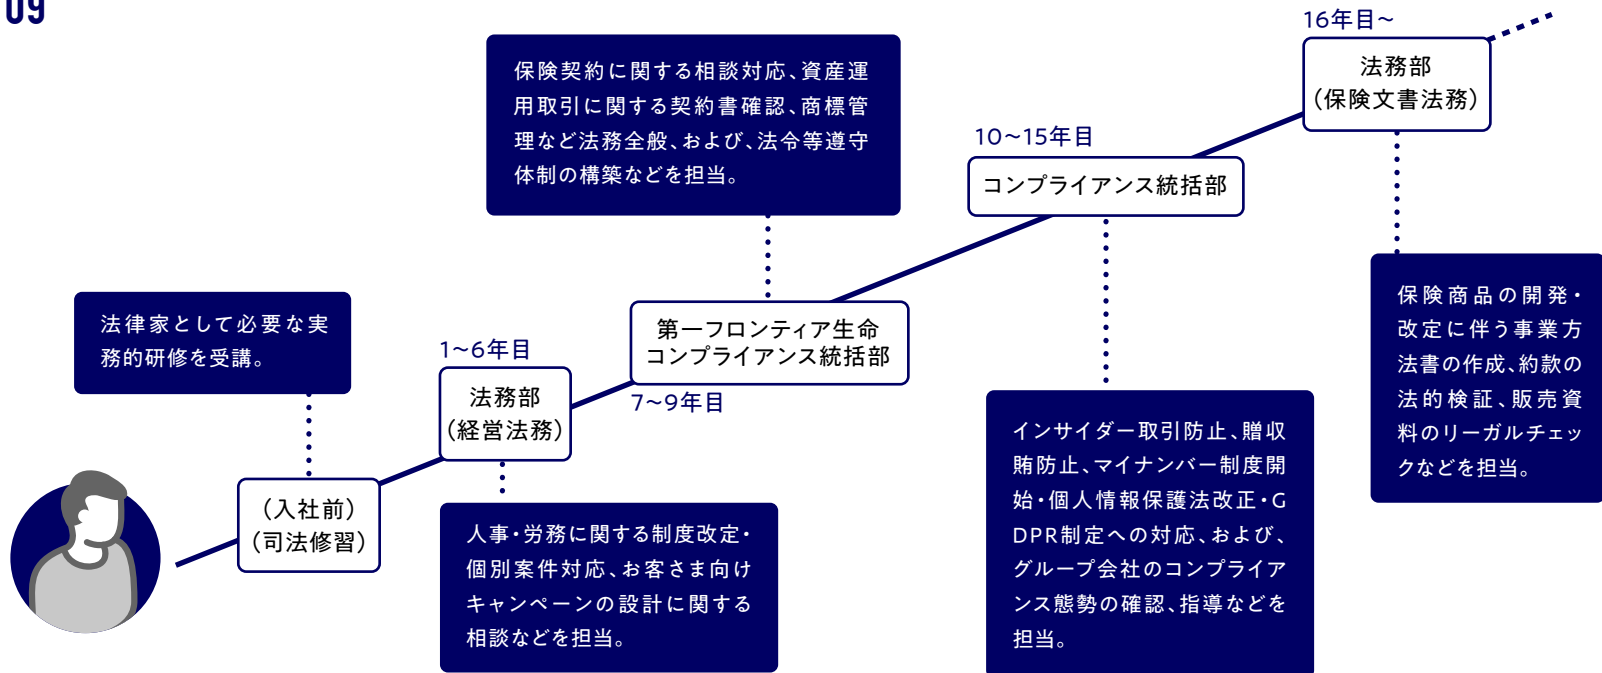 09
法律家として必要な実
務的研修を受講。
（入社前）
（司法修習）
1~6年目
法務部
（経営法務）
人事・労務に関する制度改定・
個別案件対応、お客さま向け
キャンペーンの設計に関する
相談などを担当。
保険契約に関する相談対応、資産運
用取引に関する契約書確認、商標管
理など法務全般、および、法令等遵守
体制の構築などを担当。
第一フロンティア生命
コンプライアンス統括部
7~9年目
10~15年目
コンプライアンス統括部
インサイダー取引防止、贈収
賄防止、マイナンバー制度開
始・個人情報保護法改正・G
DPR制定への対応、および、
グループ会社のコンプライア
ンス態勢の確認、指導などを
担当。
16年目~
法務部
（保険文書法務）
保険商品の開発・
改定に伴う事業方
法書の作成、約款の
法的検証、販売資
料のリーガルチェッ
クなどを担当。